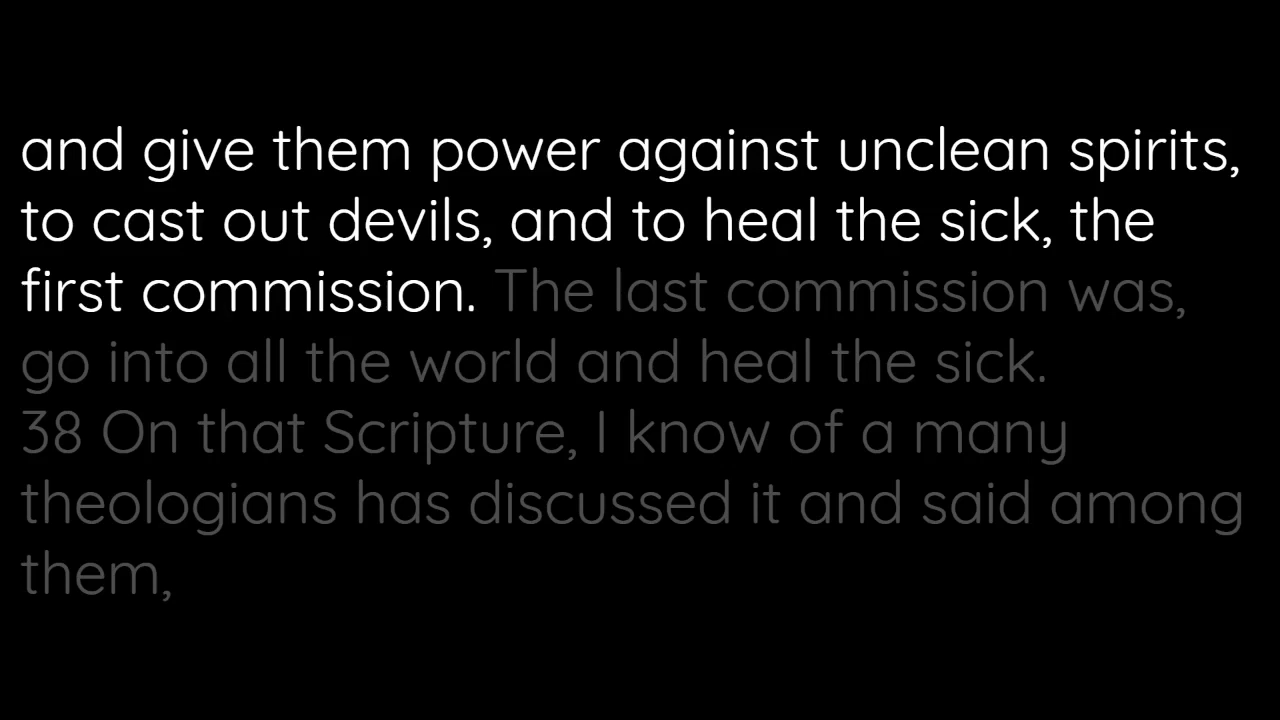 and give them power against unclean spirits,
to cast out devils, and to heal the sick, the
first commission. The last commission was,
go into all the world and heal the sick.
38 On that Scripture, I know of a many
theologians has discussed it and said among
them,